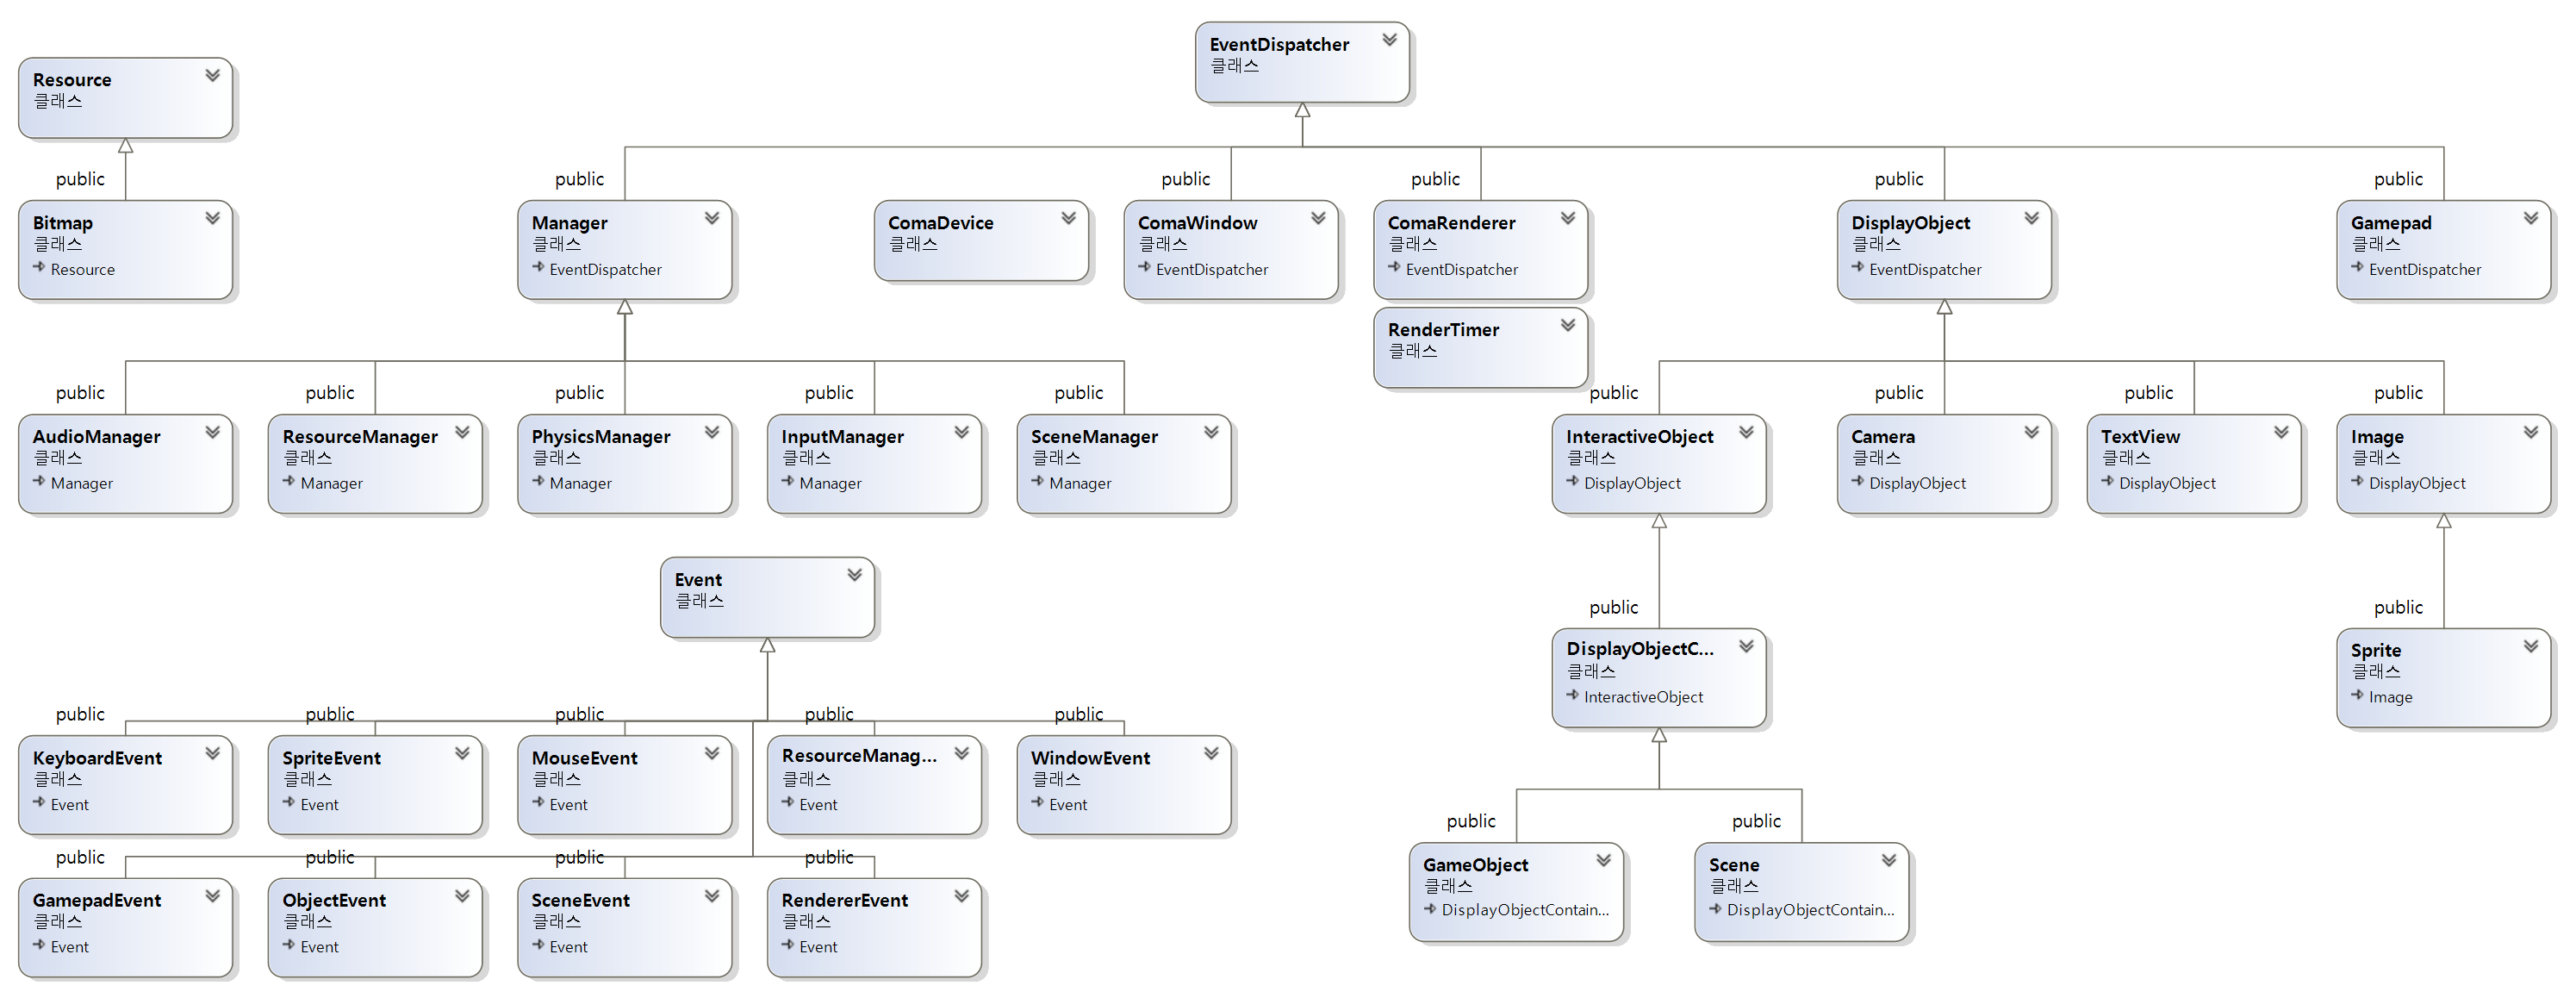 EventDispatcher
클래스
Resource
클래스
public
Bitmap
클래스
Resource
public
Manager
클래스
EventDispatcher
ComaDevice
클래스
public
ComaWindow
클래스
EventDispatcher
public
ComaRenderer
클래스
EventDispatcher
RenderTimer
클래스
public
DisplayObject
클래스
EventDispatcher
public
Gamepad
클래스
EventDispatcher
public
AudioManager
클래스
Manager
public
ResourceManager
클래스
Manager
public
PhysicsManager
클래스
Manager
public
InputManager
클래스
Manager
public
SceneManager
클래스
Manager
public
InteractiveObject
클래스
DisplayObject
public
Camera
클래스
DisplayObject
public
TextView
클래스
DisplayObject
public
Image
클래스
DisplayObject
Event
클래스
public
DisplayObjectC...
클래스
InteractiveObject
public
Sprite
클래스
Image
public
KeyboardEvent
클래스
Event
public
SpriteEvent
클래스
Event
public
MouseEvent
클래스
Event
public
ResourceManag...
클래스
Event
public
WindowEvent
클래스
Event
public
GameObject
클래스
DisplayObjectContain...
public
Scene
클래스
DisplayObjectContain...
public
GamepadEvent
클래스
Event
public
ObjectEvent
클래스
Event
public
SceneEvent
클래스
Event
public
RendererEvent
클래스
Event